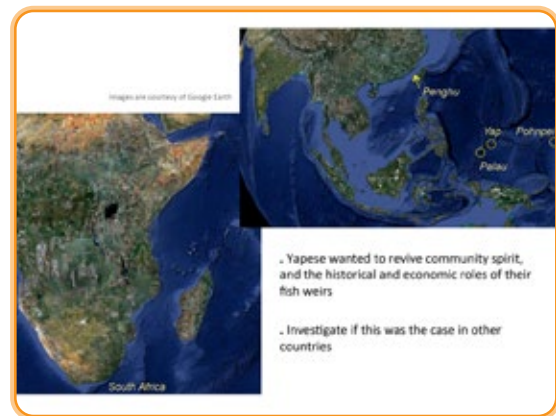 Images are courtesy of Google Earth
Penghu
Yap
Pohnpei
Palau
. Yapese wanted to revive community spirit,
and the historical and economic roles of their
fish weirs
. Investigate if this was the case in other
countries
South Africa